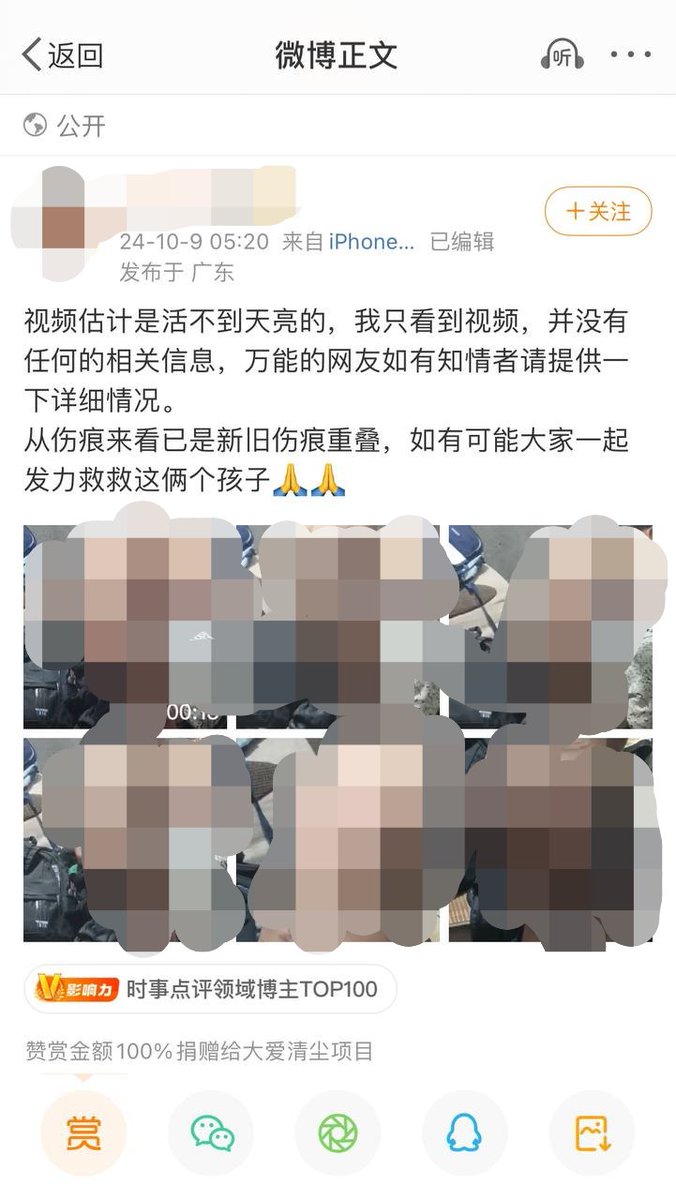 返回
微博正文
听
公开
+关注
24-10-9 05:20 来自 iPhone... 已编辑
发布于 广东
视频估计是活不到天亮的，我只看到视频，并没有
任何的相关信息，万能的网友如有知情者请提供一
下详细情况。
从伤痕来看已是新旧伤痕重叠，如有可能大家一起
发力救救这俩个孩子🙏🙏
V影响力 时事点评领域博主TOP100
赞赏金额100%捐赠给大爱清尘项目
赏